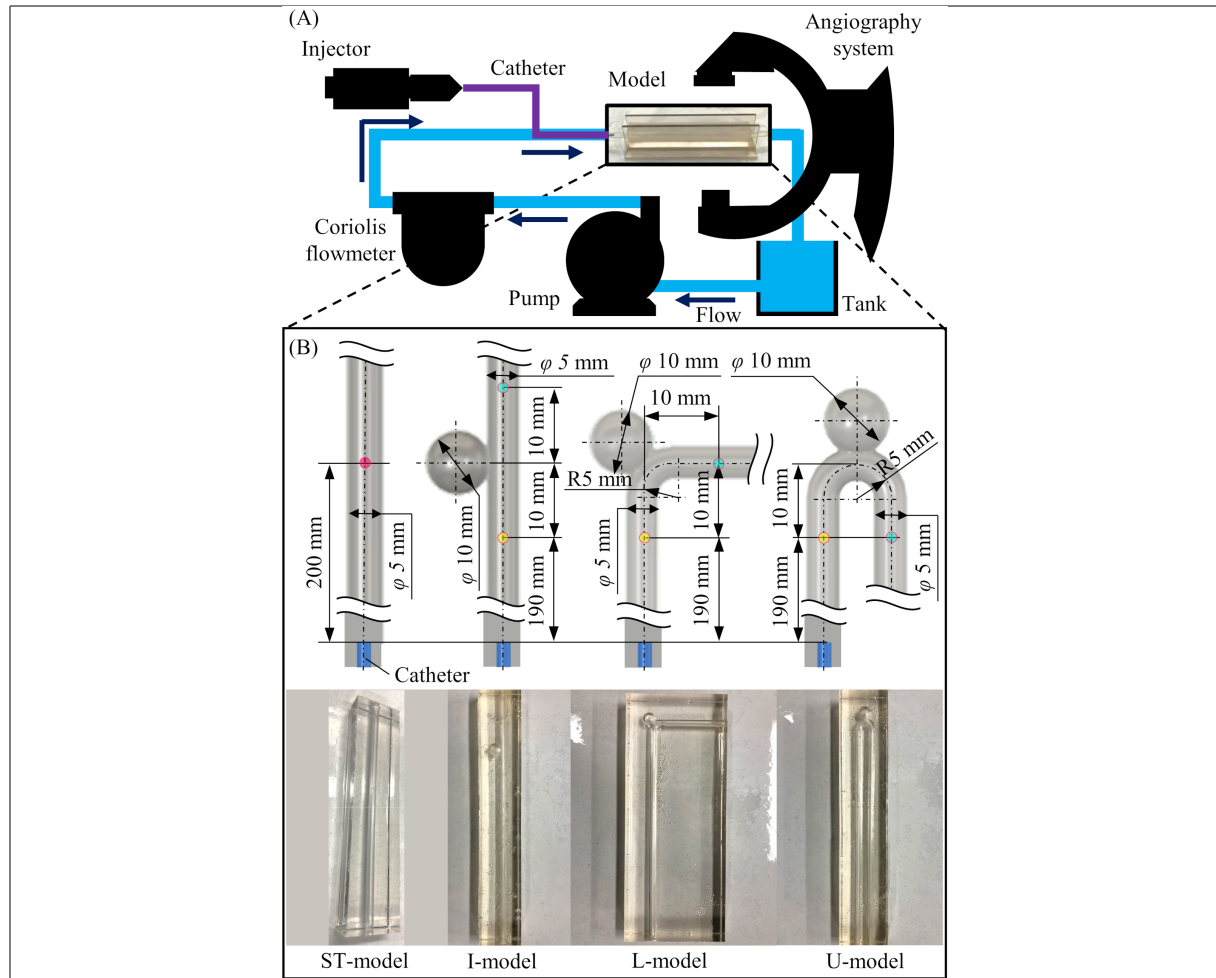 (A)
Angiography
system
Injector
Catheter
Model
Coriolis
flowmeter
Pump
Flow
Tank
(B)
φ 5 mm
φ 10 mm
φ 10 mm
10 mm
10 mm
R5 mm
R5 mm
200 mm
φ 5 mm
φ 10 mm
10 mm
190 mm
φ 5 mm
10 mm
190 mm
10 mm
190 mm
φ 5 mm
Catheter
ST-model
I-model
L-model
U-model